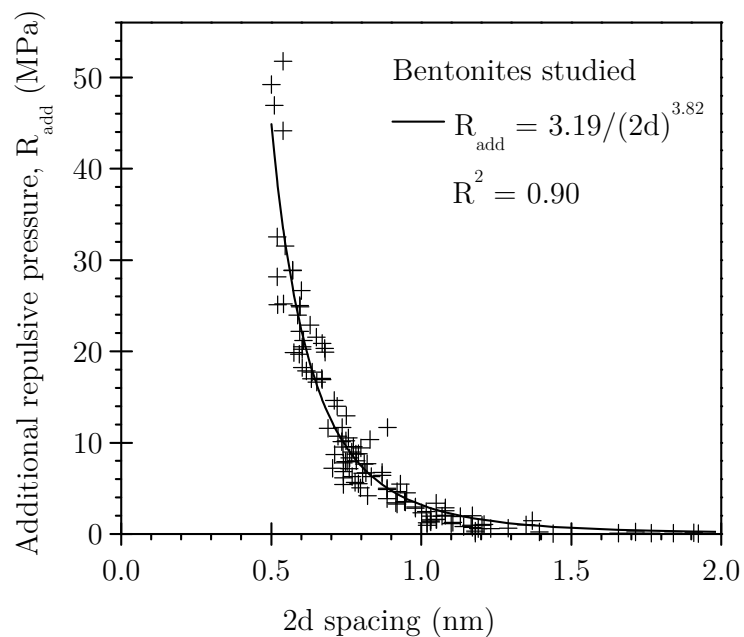 Additional repulsive pressure, R_add (MPa)
50
40
30
20
10
0
Bentonites studied
R_add = 3.19/(2d)^3.82
R^2 = 0.90
0.0 0.5 1.0 1.5 2.0
2d spacing (nm)